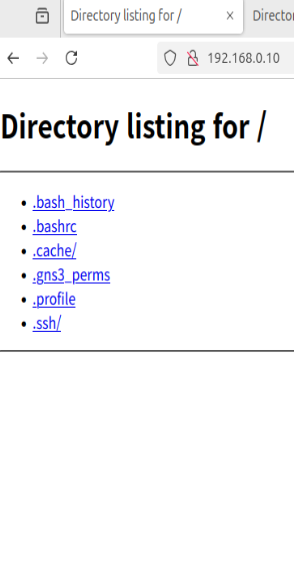 Directory listing for / × Director
192.168.0.10
Directory listing for /
.bash_history
.bashrc
.cache/
.gns3_perms
.profile
.ssh/